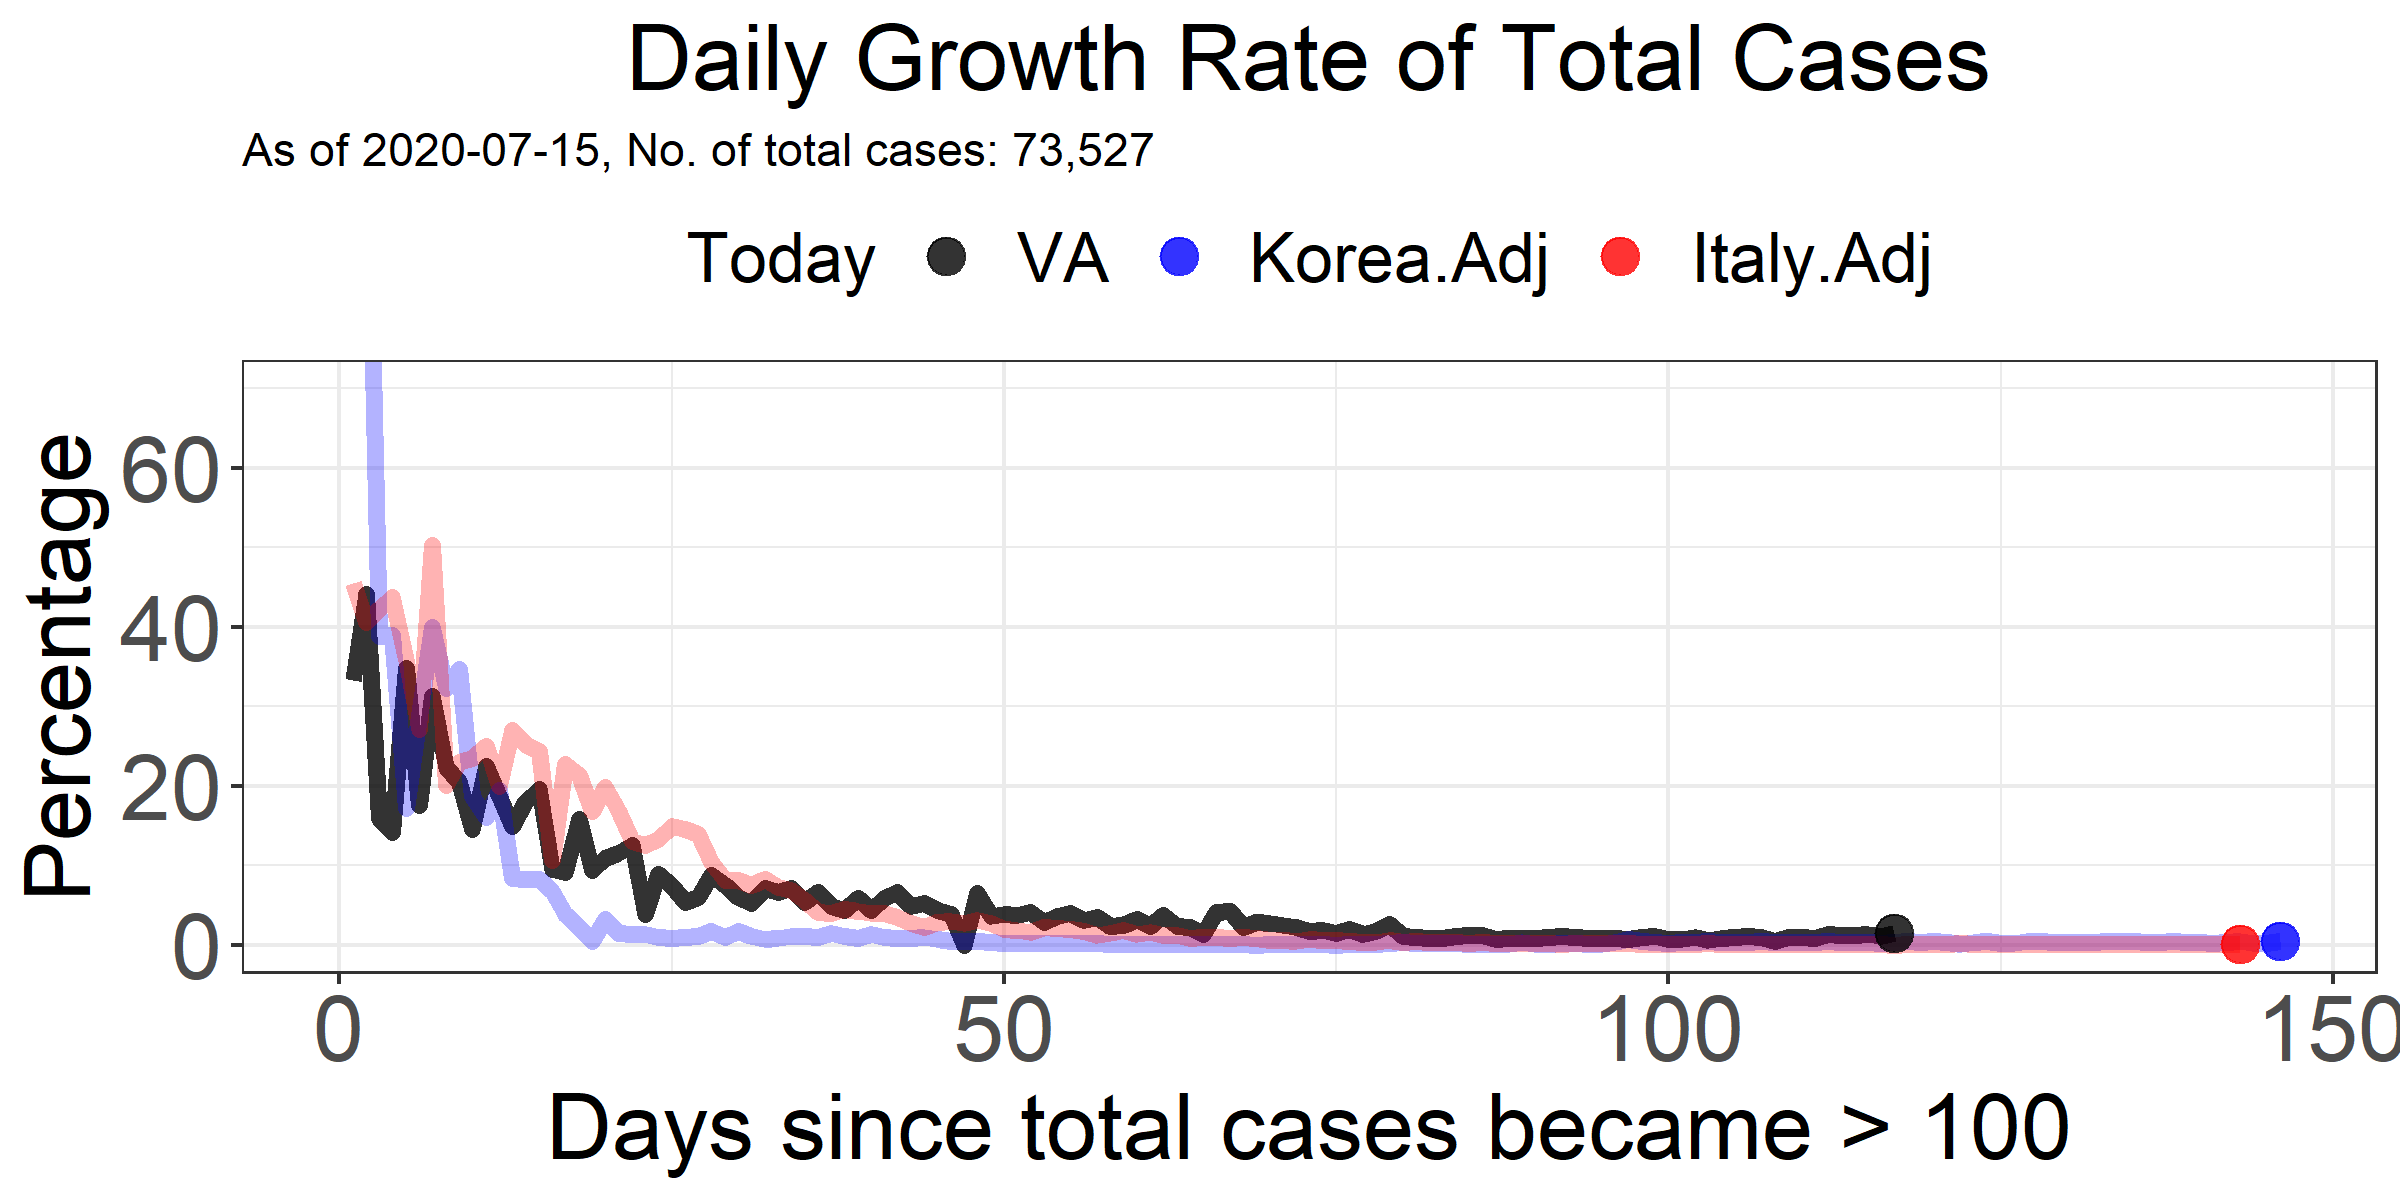 Daily Growth Rate of Total Cases
As of 2020-07-15, No. of total cases: 73,527
Today VA Korea.Adj Italy.Adj
Percentage
60
40
20
0
0 50 100 150
Days since total cases became > 100